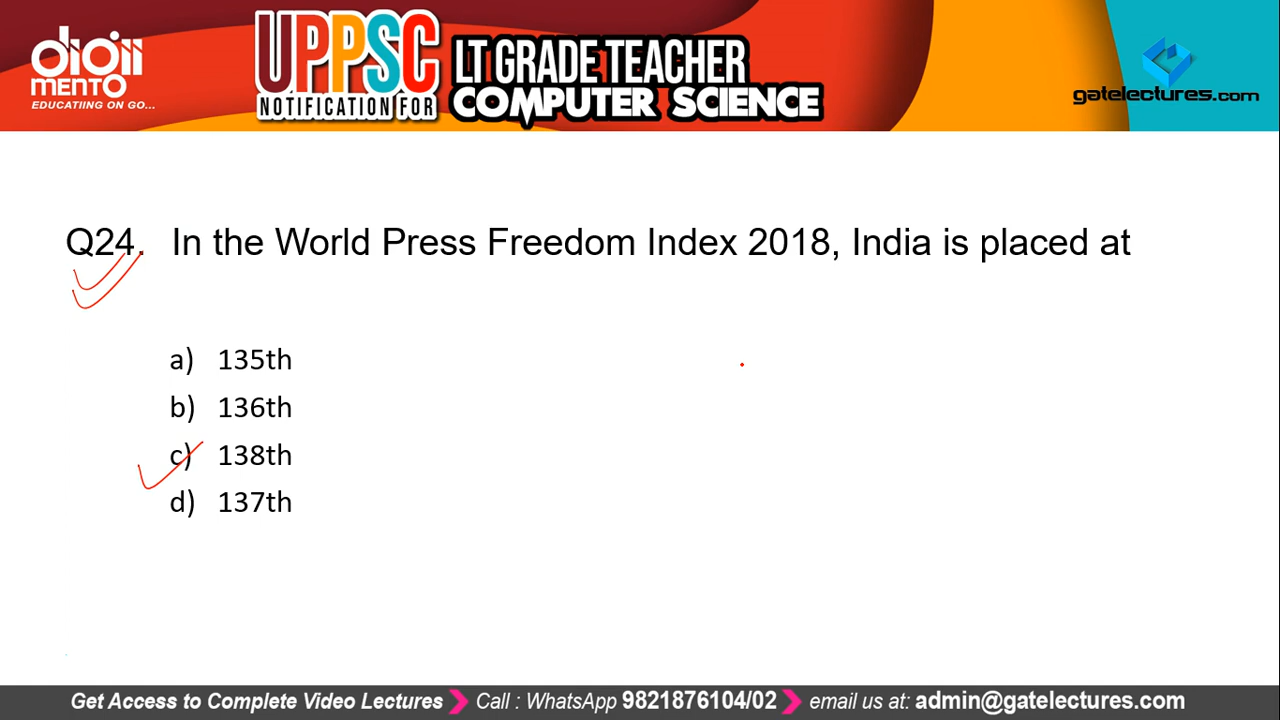 digii
MENTO
EDUCATIING ON GO...
UPPSC
NOTIFICATION FOR
LT GRADE TEACHER
COMPUTER SCIENCE
gatelectures.com
Q24. In the World Press Freedom Index 2018, India is placed at
a) 135th
b) 136th
c) 138th
d) 137th
Get Access to Complete Video Lectures Call : WhatsApp 9821876104/02 email us at: admin@gatelectures.com